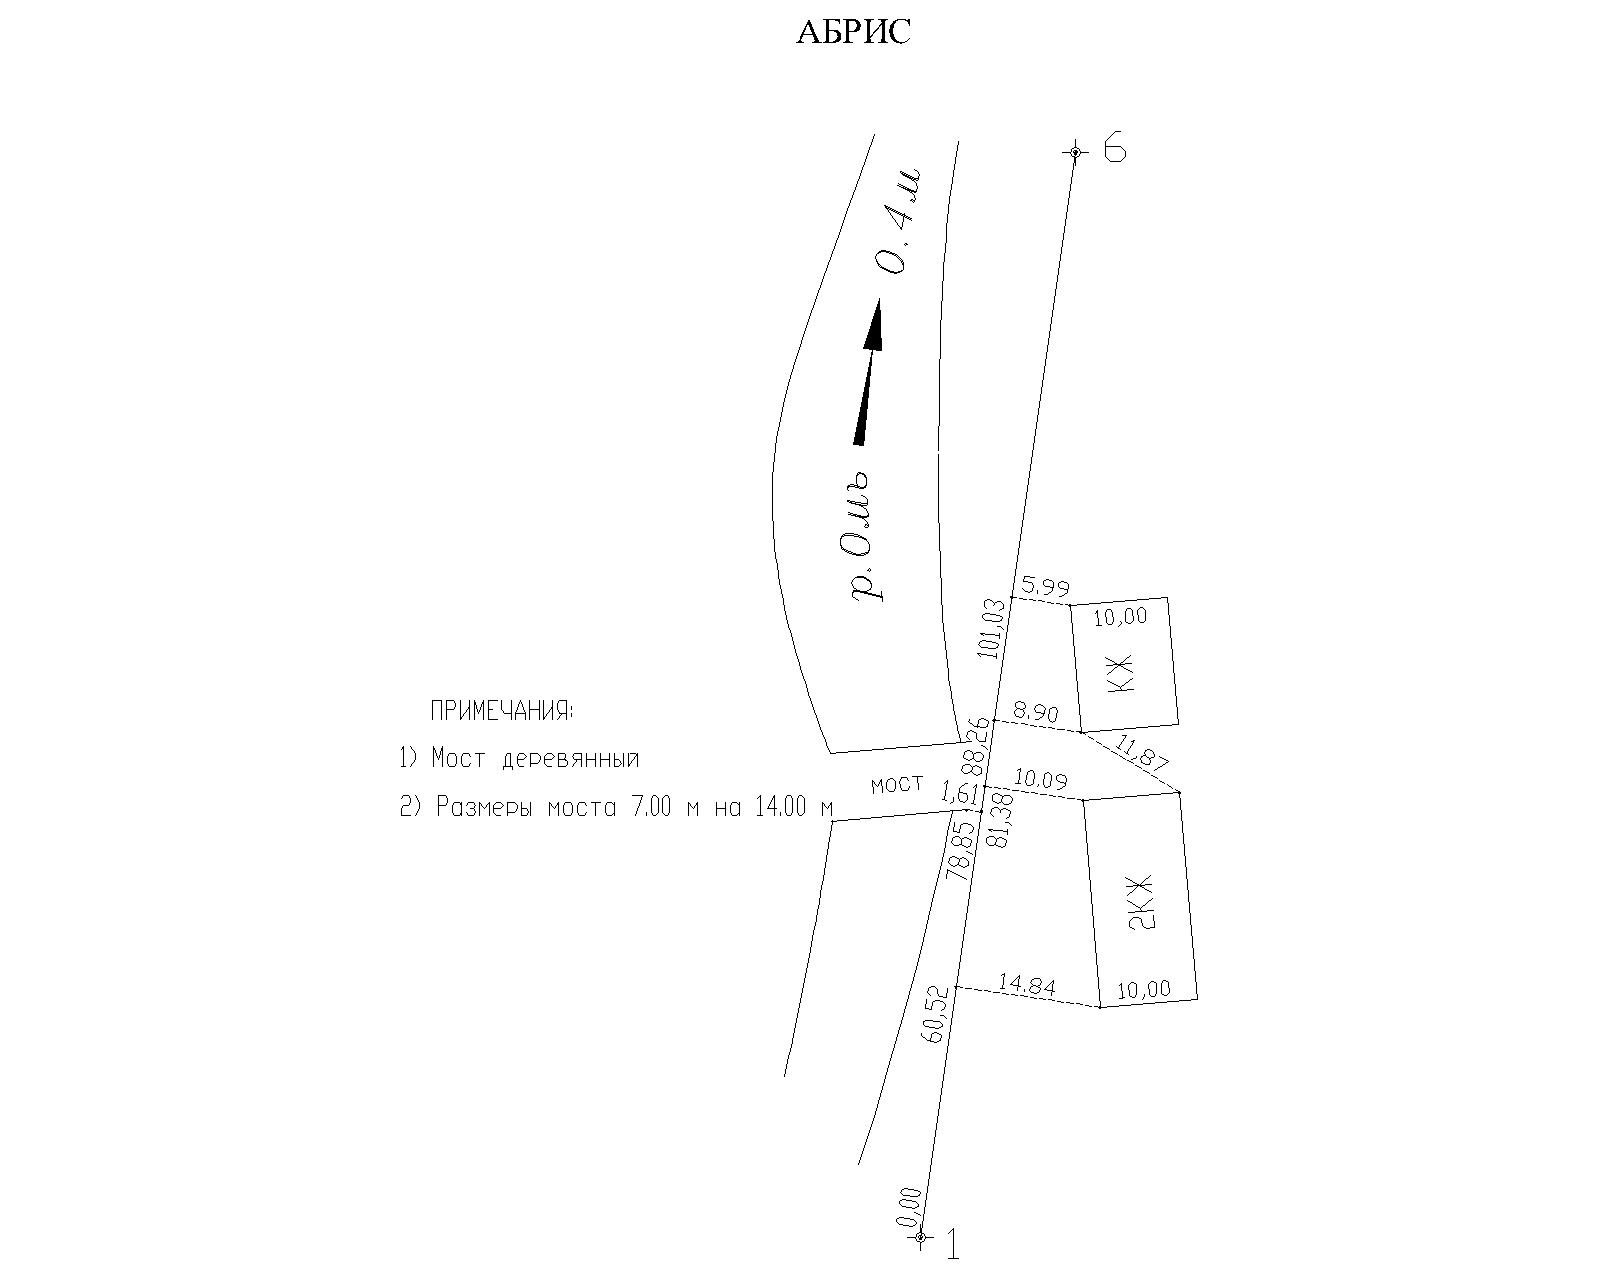 АБРИС
6
0.4м
р.Омь
5.99
101,03
10,00
КЖ
ПРИМЕЧАНИЯ:
1) Мост деревянный
2) Размеры моста 7.00 м на 14.00 м
8.90
88,26
11,87
мост
1,61
10.09
81,38
78,85
2КЖ
14.84
10,00
60,52
0,00
1